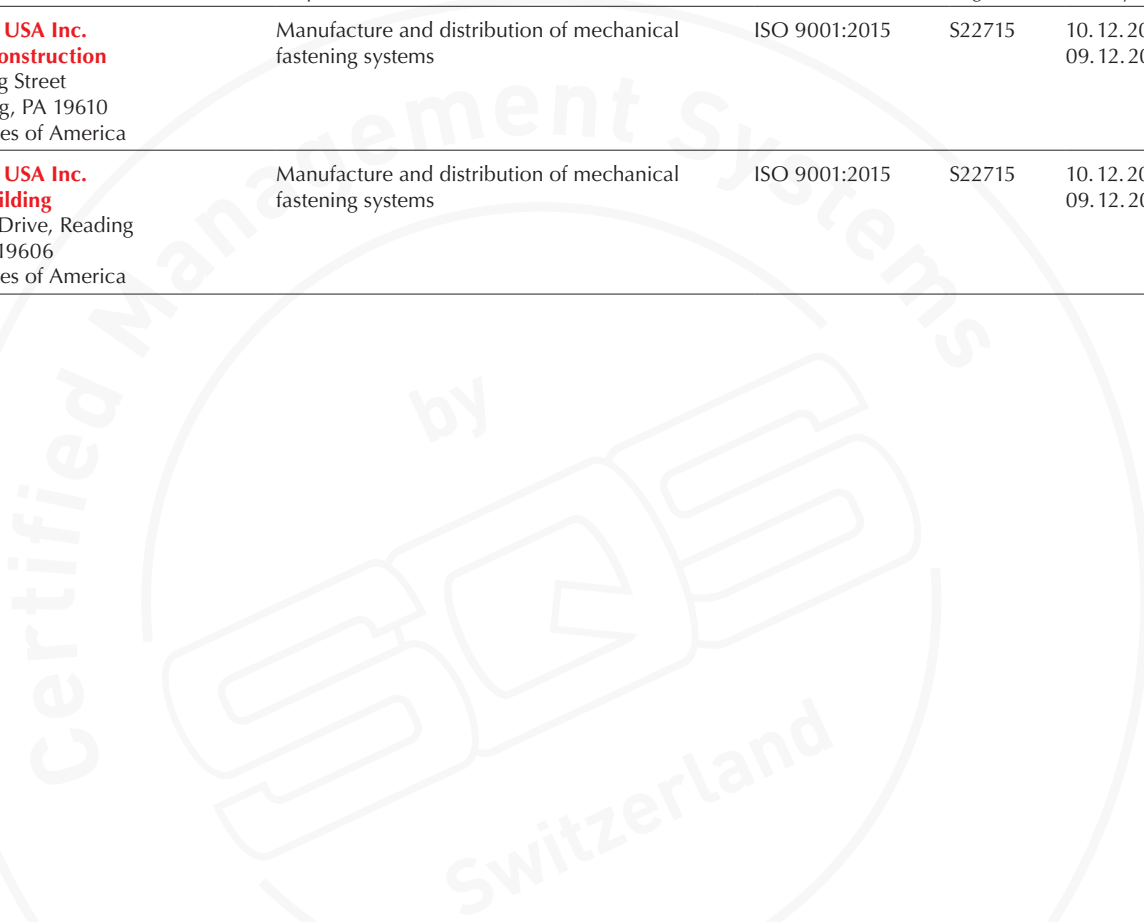 USA Inc. Manufacture and distribution of mechanical ISO 9001:2015 S22715 10.12.20
onstruction fastening systems 09.12.20
g Street
g, PA 19610
es of America
USA Inc. Manufacture and distribution of mechanical ISO 9001:2015 S22715 10.12.20
ilding fastening systems 09.12.20
Drive, Reading
19606
es of America
Certified Management Systems
by
SQS
Switzerland